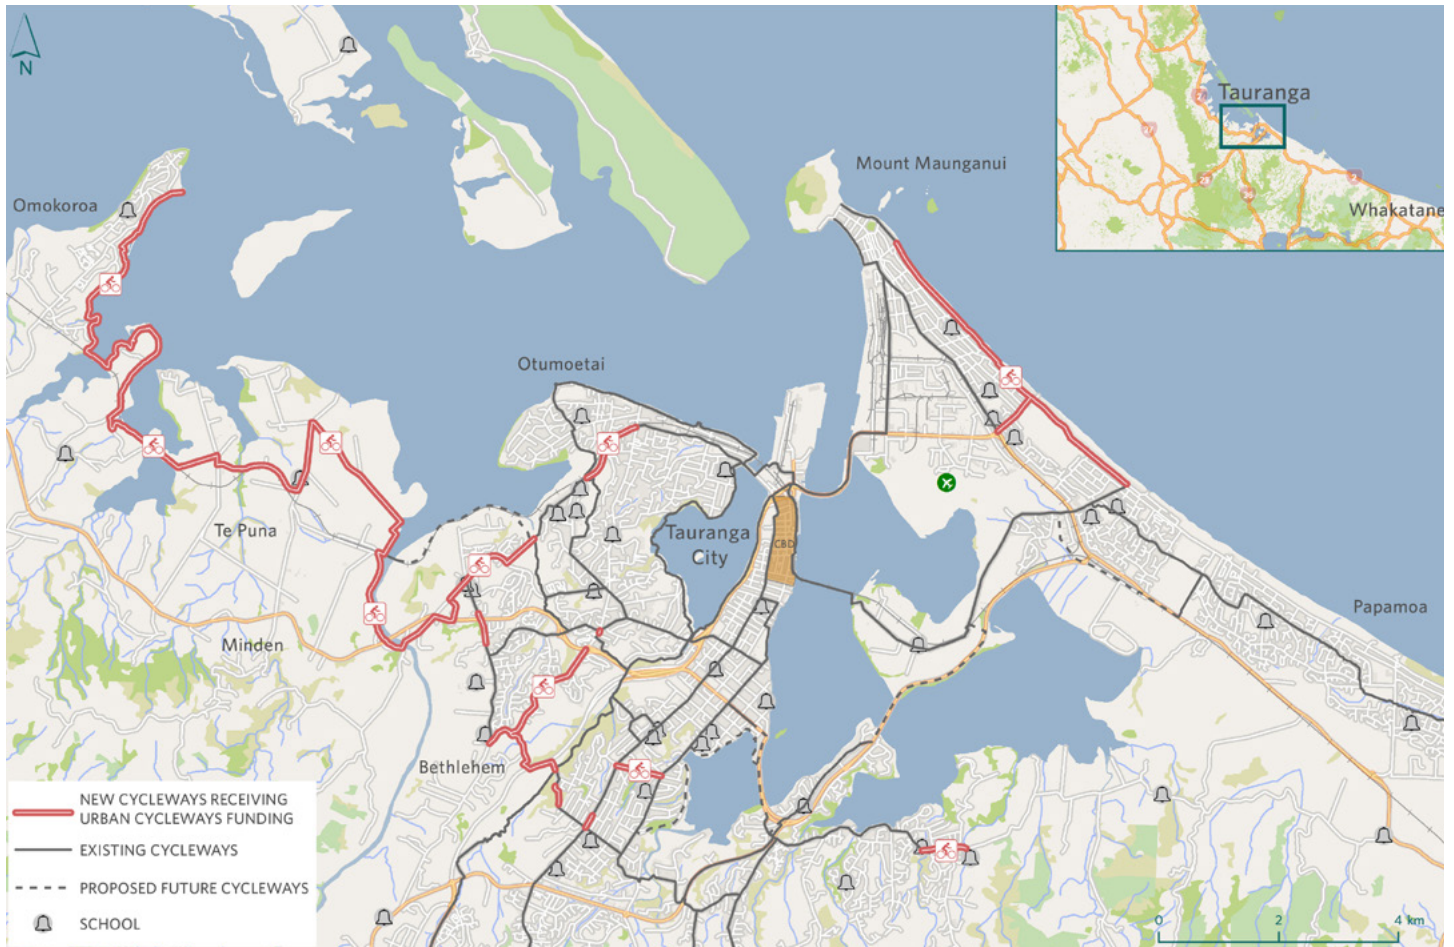 N
Tauranga
Whakatane
2
Mount Maunganui
Omokoroa
Otumoetai
Tauranga
City
CBD
Te Puna
Minden
Papamoa
Bethlehem
NEW CYCLEWAYS RECEIVING
URBAN CYCLEWAYS FUNDING
EXISTING CYCLEWAYS
PROPOSED FUTURE CYCLEWAYS
SCHOOL
0 2 4 km